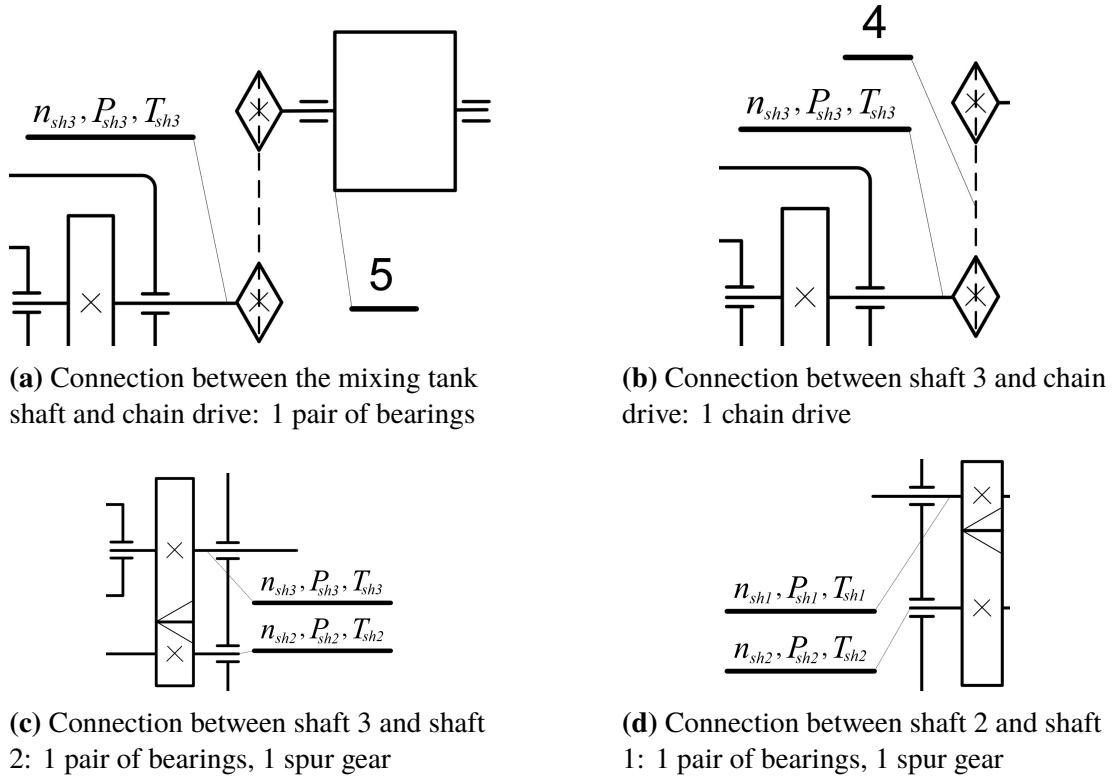 4
n_sh3, P_sh3, T_sh3
n_sh3, P_sh3, T_sh3
5
(a) Connection between the mixing tank
shaft and chain drive: 1 pair of bearings
(b) Connection between shaft 3 and chain
drive: 1 chain drive
n_sh3, P_sh3, T_sh3
n_sh2, P_sh2, T_sh2
n_sh1, P_sh1, T_sh1
n_sh2, P_sh2, T_sh2
(c) Connection between shaft 3 and shaft
2: 1 pair of bearings, 1 spur gear
(d) Connection between shaft 2 and shaft
1: 1 pair of bearings, 1 spur gear